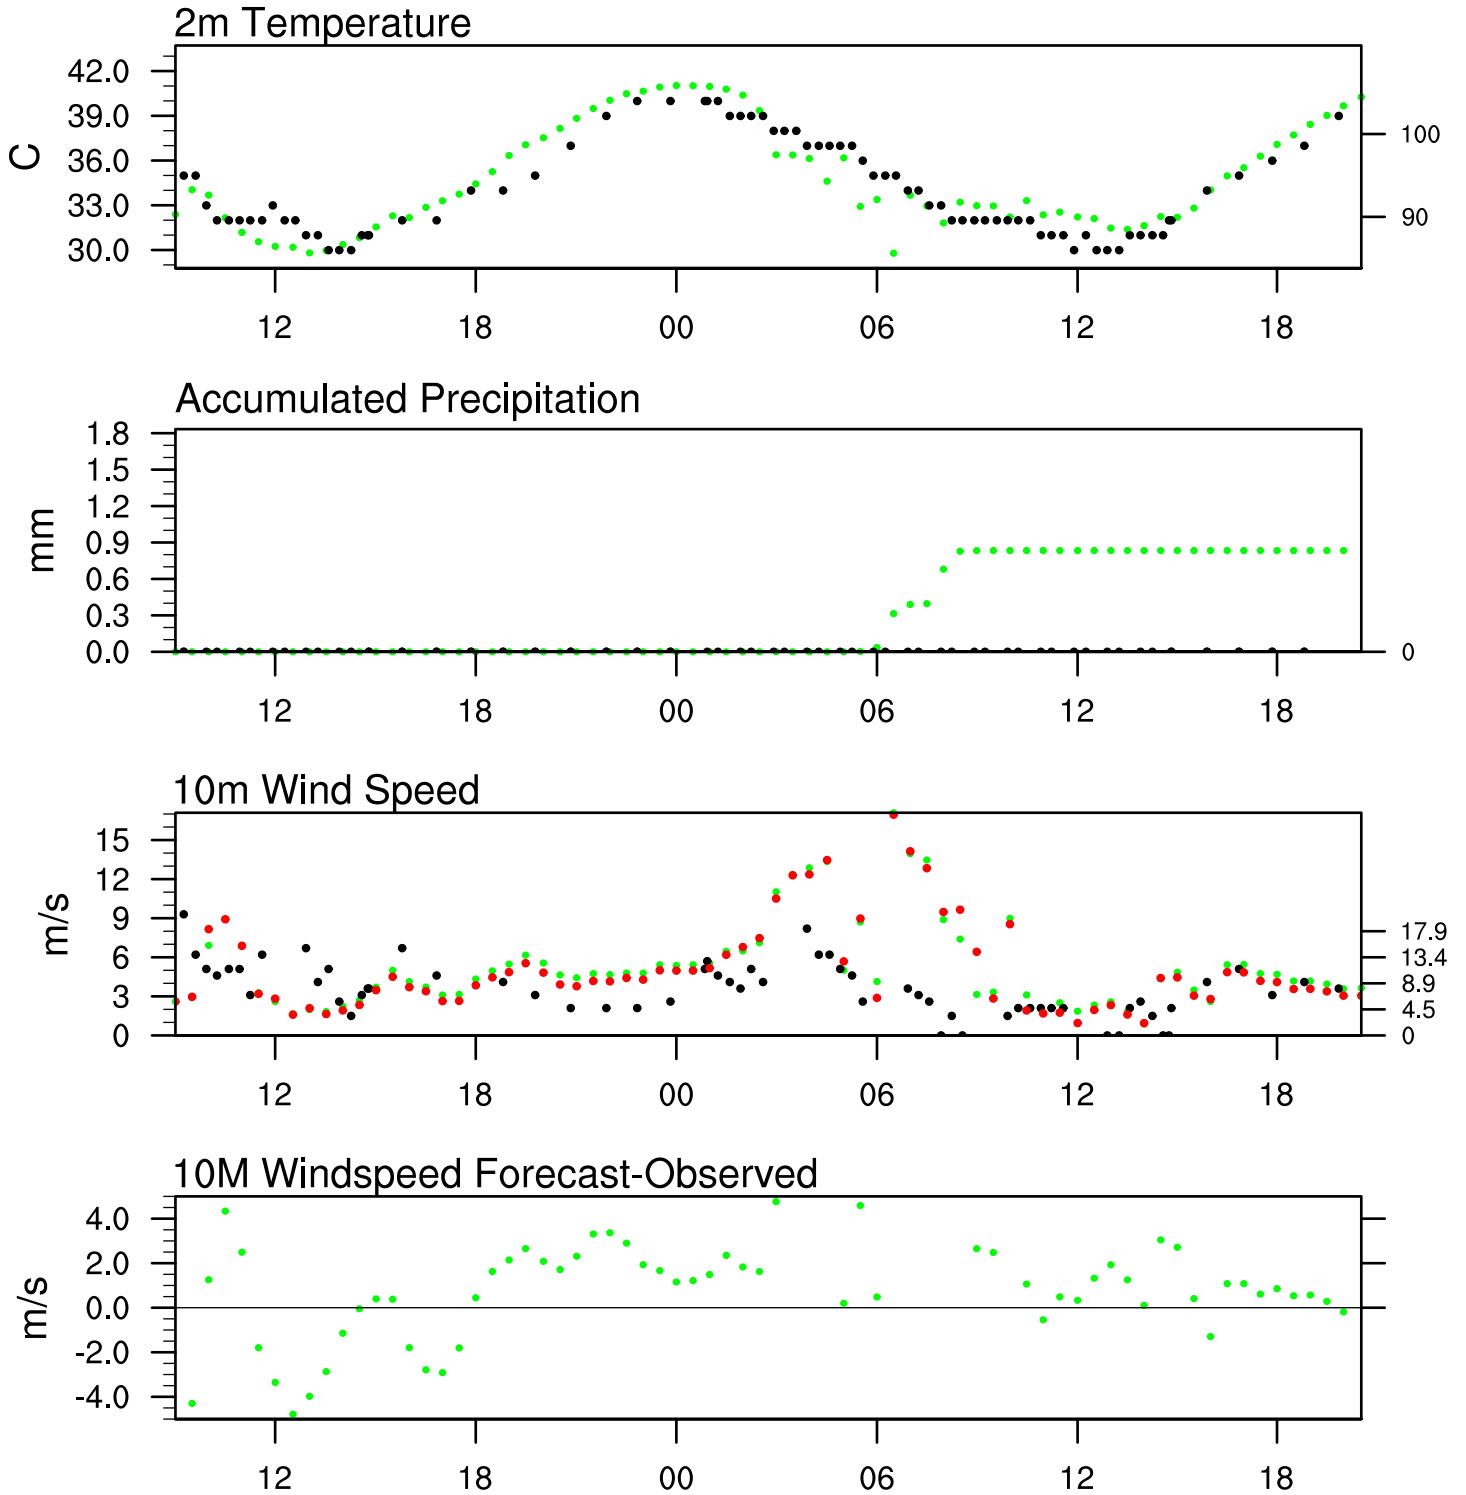 2m Temperature
42.0
39.0
36.0
33.0
30.0
C
100
90
12 18 00 06 12 18
Accumulated Precipitation
1.8
1.5
1.2
0.9
0.6
0.3
0.0
mm
0
12 18 00 06 12 18
10m Wind Speed
15
12
9
6
3
0
m/s
17.9
13.4
8.9
4.5
0
12 18 00 06 12 18
10M Windspeed Forecast-Observed
4.0
2.0
0.0
-2.0
-4.0
m/s
12 18 00 06 12 18